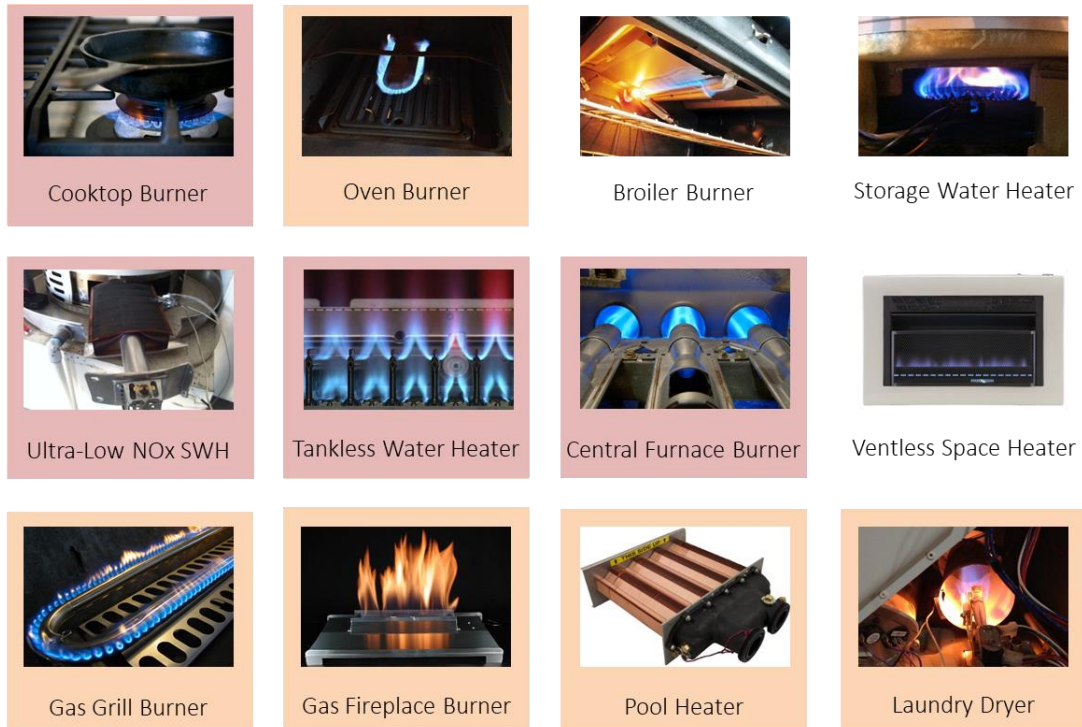 Cooktop Burner
Oven Burner
Broiler Burner
Storage Water Heater
Ultra-Low NOx SWH
Tankless Water Heater
Central Furnace Burner
Ventless Space Heater
Gas Grill Burner
Gas Fireplace Burner
Pool Heater
Laundry Dryer